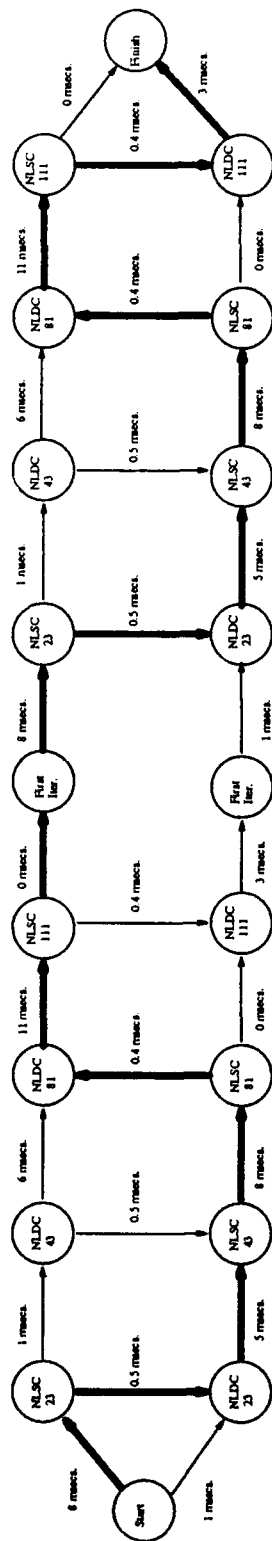 8 msecs.
1 msecs.
6 msecs.
11 msecs.
0 msecs.
8 msecs.
1 msecs.
6 msecs.
11 msecs.
0 msecs.
NLSC
23
NLDC
43
NLDC
81
NLSC
111
First
Iter.
NLSC
23
NLDC
43
NLDC
81
NLSC
111
Start
0.5 msecs.
0.5 msecs.
0.4 msecs.
0.4 msecs.
0.5 msecs.
0.5 msecs.
0.4 msecs.
0.4 msecs.
Finish
NLDC
23
NLSC
43
NLSC
81
NLDC
111
First
Iter.
NLDC
23
NLSC
43
NLSC
81
NLDC
111
1 msecs.
5 msecs.
8 msecs.
0 msecs.
3 msecs.
1 msecs.
5 msecs.
8 msecs.
0 msecs.
3 msecs.